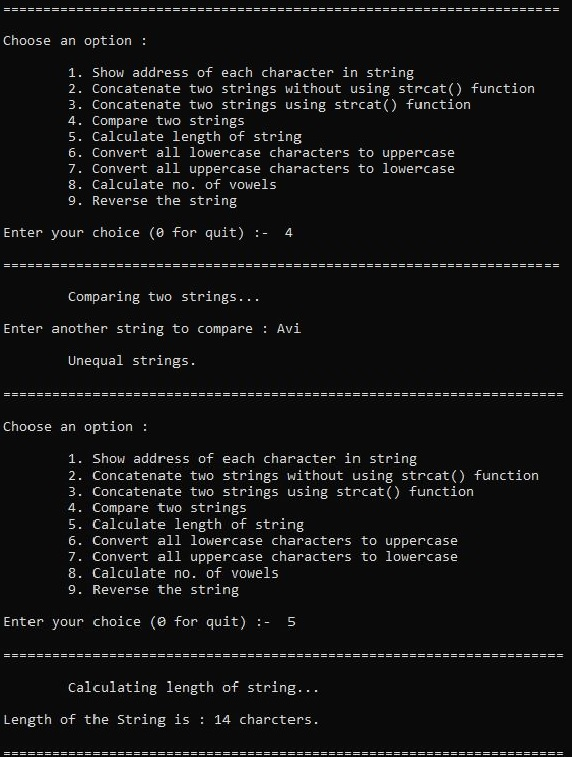 ======================================================================
Choose an option :
1. Show address of each character in string
2. Concatenate two strings without using strcat() function
3. Concatenate two strings using strcat() function
4. Compare two strings
5. Calculate length of string
6. Convert all lowercase characters to uppercase
7. Convert all uppercase characters to lowercase
8. Calculate no. of vowels
9. Reverse the string
Enter your choice (0 for quit) :-  4
======================================================================
Comparing two strings...
Enter another string to compare : Avi
Unequal strings.
======================================================================
Choose an option :
1. Show address of each character in string
2. Concatenate two strings without using strcat() function
3. Concatenate two strings using strcat() function
4. Compare two strings
5. Calculate length of string
6. Convert all lowercase characters to uppercase
7. Convert all uppercase characters to lowercase
8. Calculate no. of vowels
9. Reverse the string
Enter your choice (0 for quit) :-  5
======================================================================
Calculating length of string...
Length of the String is : 14 charcters.
======================================================================